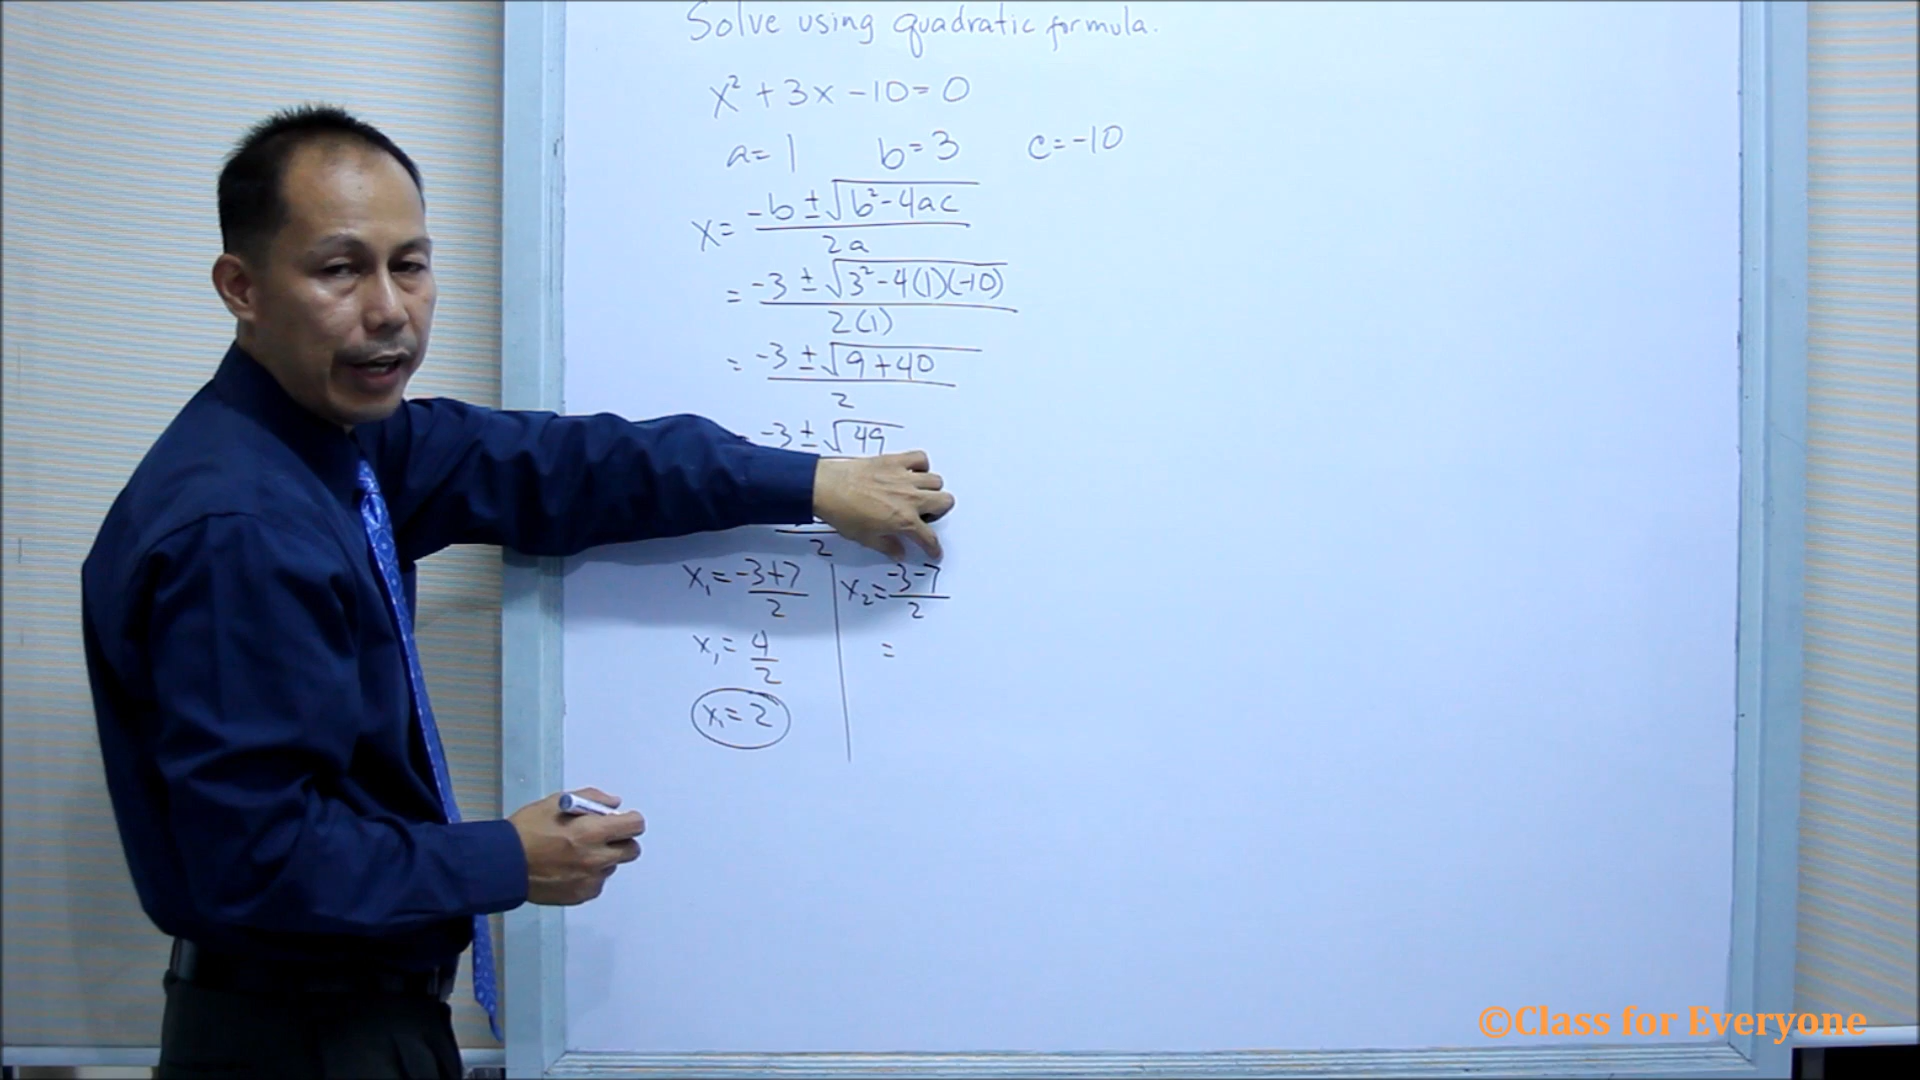 Solve using quadratic formula.
x² + 3x - 10 = 0
a = 1 b = 3 c = -10
x = -b ± √b² - 4ac
2a
= -3 ± √3² - 4(1)(-10)
2(1)
= -3 ± √9 + 40
2
-3 ± √49
2
x₁ = -3+7
2
x₂ = -3-7
2
x₁ = 4
2
=
x₁ = 2
©Class for Everyone